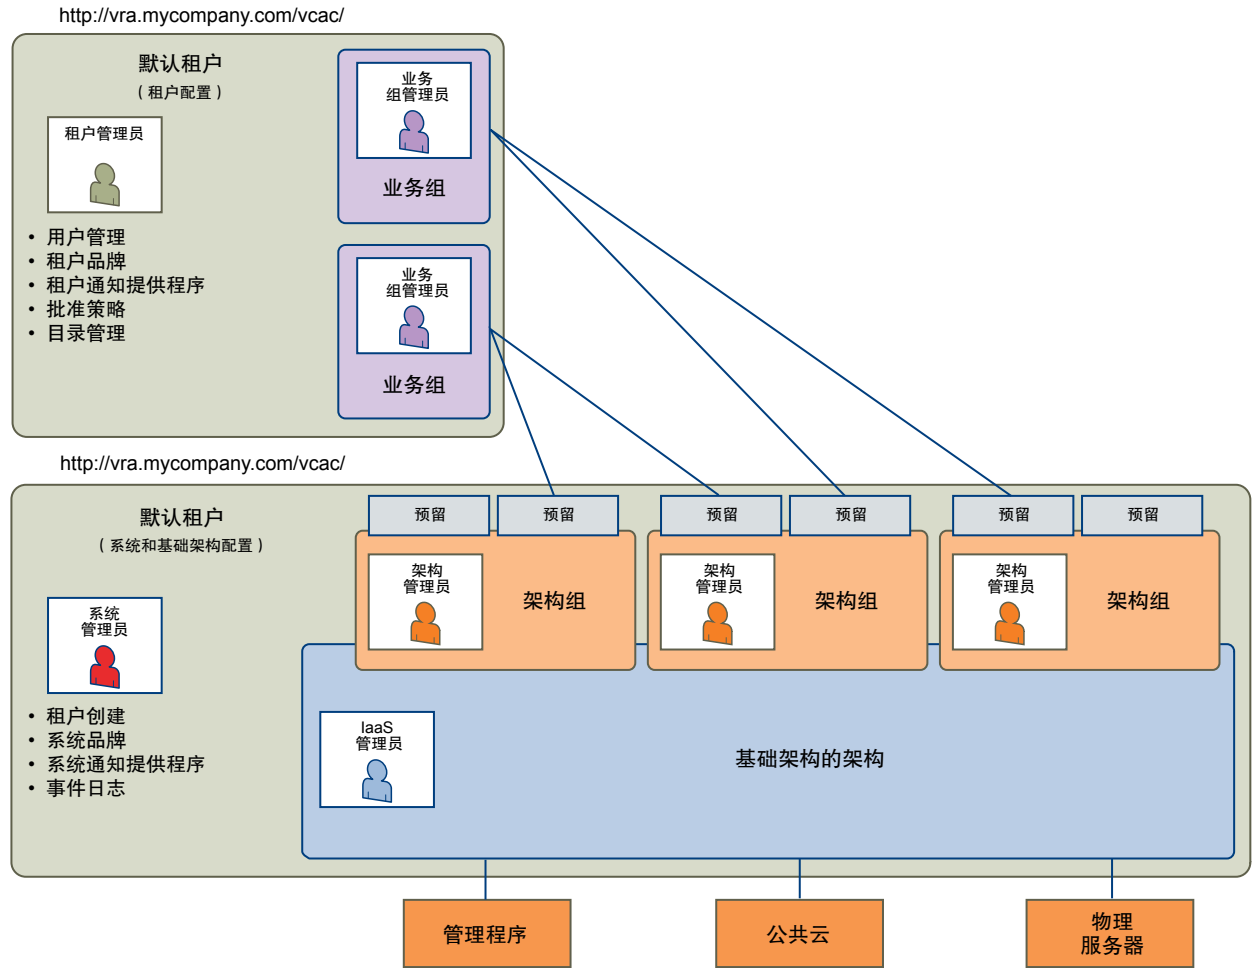 http://vra.mycompany.com/vcac/
默认租户
（租户配置）
租户管理员
• 用户管理
• 租户品牌
• 租户通知提供程序
• 批准策略
• 目录管理
业务
组管理员
业务组
业务
组管理员
业务组
http://vra.mycompany.com/vcac/
默认租户
（系统和基础架构配置）
系统
管理员
• 租户创建
• 系统品牌
• 系统通知提供程序
• 事件日志
预留
预留
预留
预留
预留
预留
架构
管理员
架构组
架构
管理员
架构组
架构
管理员
架构组
IaaS
管理员
基础架构的架构
管理程序
公共云
物理
服务器